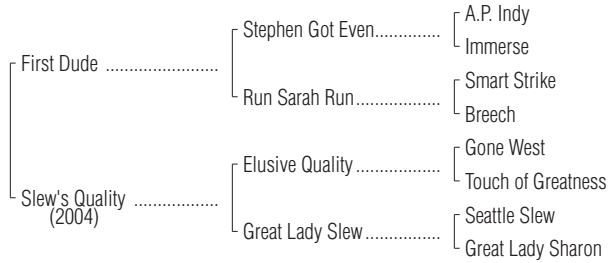 A.P. Indy
Stephen Got Even
Immerse
First Dude
Smart Strike
Run Sarah Run
Breech
Gone West
Elusive Quality
Touch of Greatness
Slew's Quality
(2004)
Seattle Slew
Great Lady Slew
Great Lady Sharon